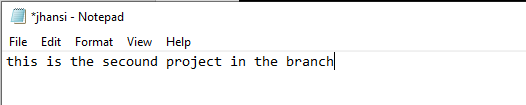 *jhansi - Notepad
File Edit Format View Help
this is the secound project in the branch